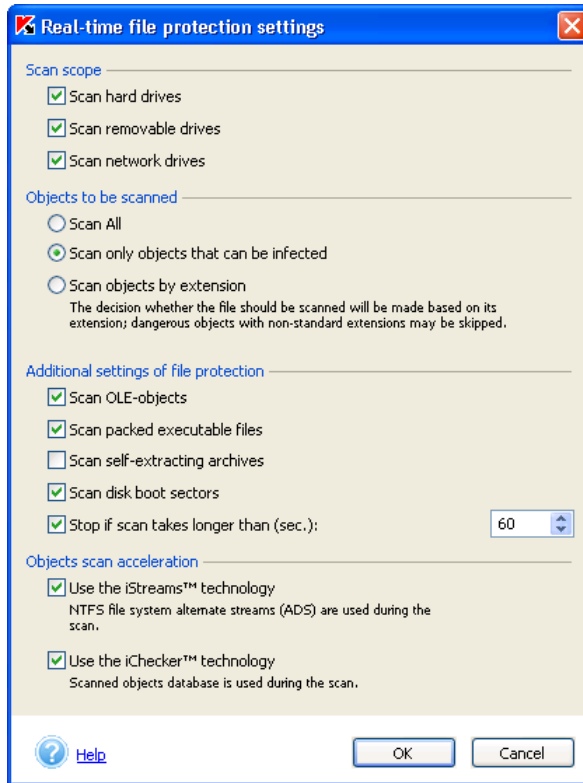 Real-time file protection settings
Scan scope
Scan hard drives
Scan removable drives
Scan network drives
Objects to be scanned
Scan All
Scan only objects that can be infected
Scan objects by extension
The decision whether the file should be scanned will be made based on its
extension; dangerous objects with non-standard extensions may be skipped.
Additional settings of file protection
Scan OLE-objects
Scan packed executable files
Scan self-extracting archives
Scan disk boot sectors
Stop if scan takes longer than (sec.): 60
Objects scan acceleration
Use the iStreams™ technology
NTFS file system alternate streams (ADS) are used during the
scan.
Use the iChecker™ technology
Scanned objects database is used during the scan.
Help OK Cancel